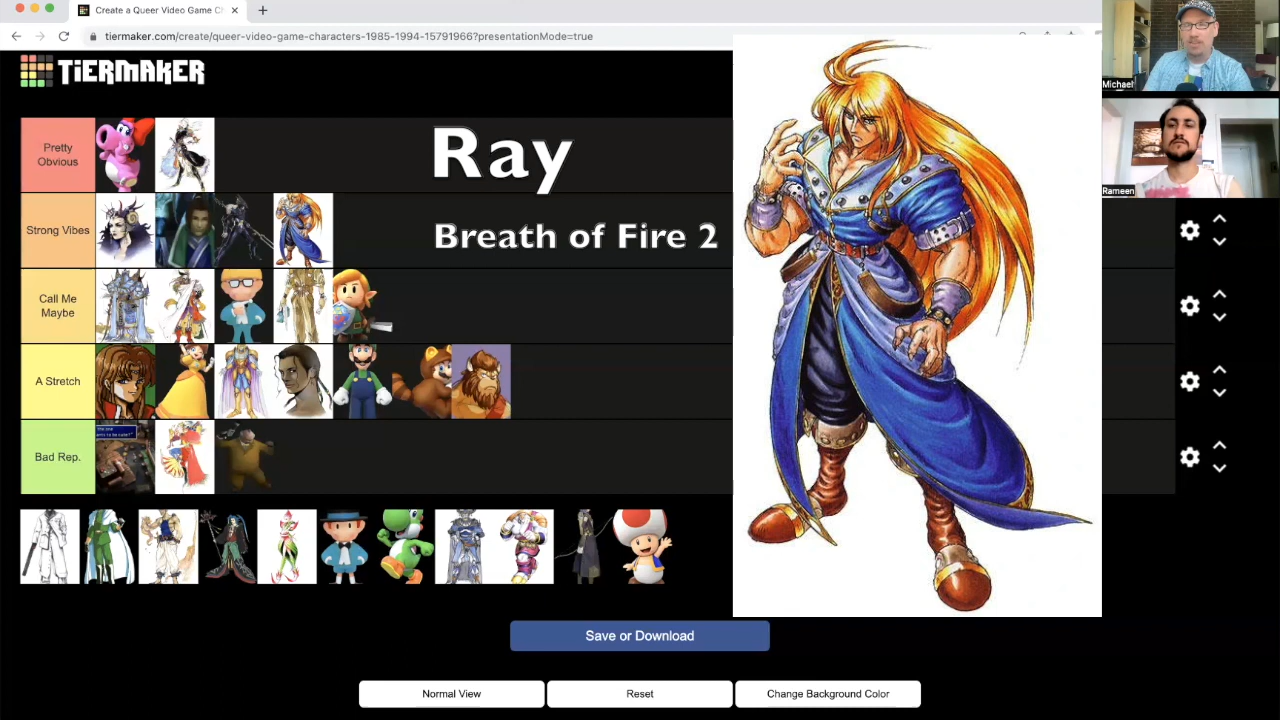 Create a Queer Video Game Ch
tiermaker.com/create/queer-video-game-characters-1985-1994-15791966?presentationMode=true
TiERMAKER
Michael
Rameen
Pretty
Obvious
Ray
Strong Vibes
Breath of Fire 2
Call Me
Maybe
A Stretch
Bad Rep.
Save or Download
Normal View
Reset
Change Background Color